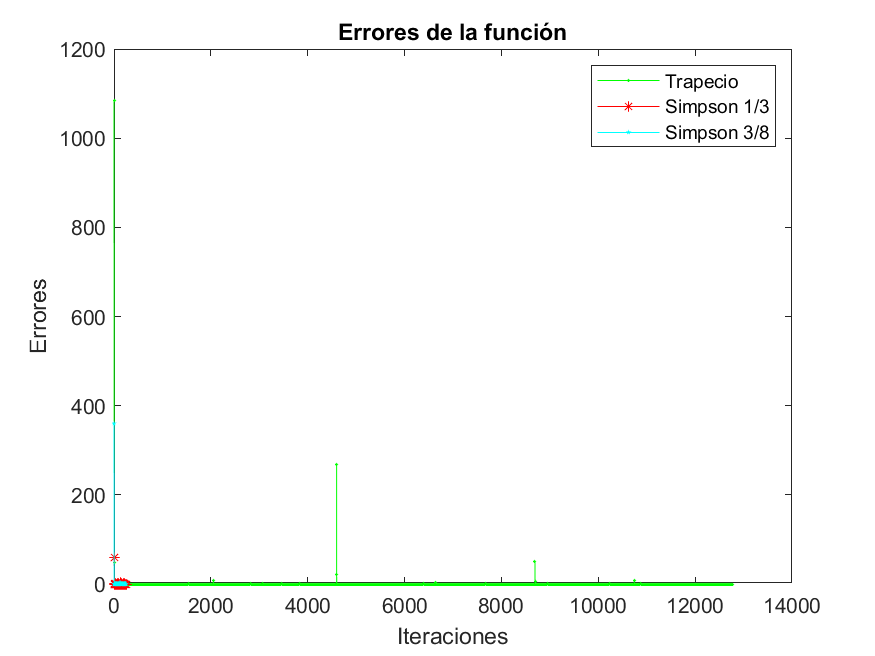 Errores de la función
1200
1000
800
600
400
200
0
Errores
Trapecio
Simpson 1/3
Simpson 3/8
0 2000 4000 6000 8000 10000 12000 14000
Iteraciones